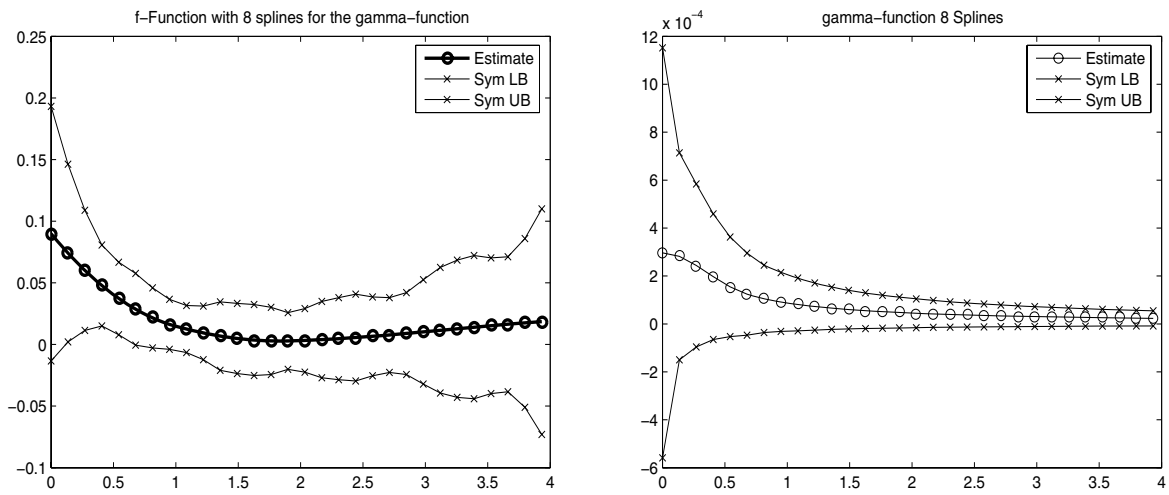 f−Function with 8 splines for the gamma−function
0.25
0.2
0.15
0.1
0.05
0
−0.05
−0.1
0 0.5 1 1.5 2 2.5 3 3.5 4
Estimate
Sym LB
Sym UB
gamma−function 8 Splines
x 10−4
12
10
8
6
4
2
0
−2
−4
−6
0 0.5 1 1.5 2 2.5 3 3.5 4
Estimate
Sym LB
Sym UB